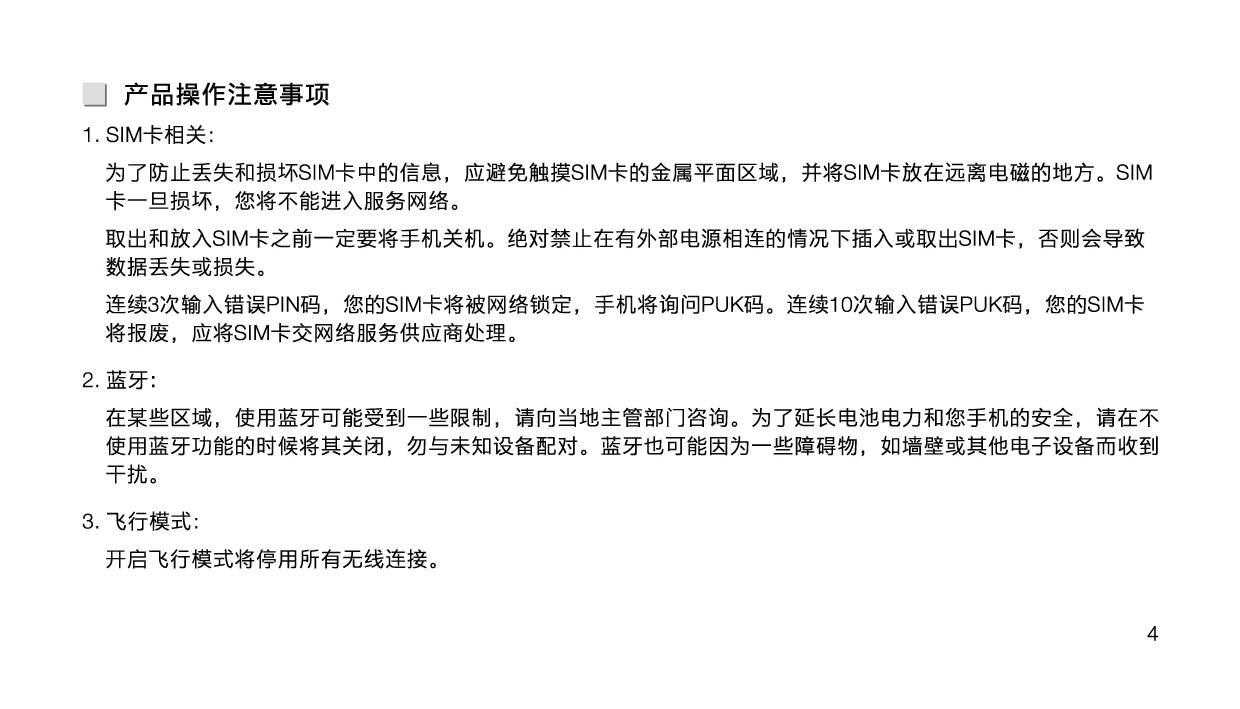 产品操作注意事项
1. SIM卡相关：
为了防止丢失和损坏SIM卡中的信息，应避免触摸SIM卡的金属平面区域，并将SIM卡放在远离电磁的地方。SIM
卡一旦损坏，您将不能进入服务网络。
取出和放入SIM卡之前一定要将手机关机。绝对禁止在有外部电源相连的情况下插入或取出SIM卡，否则会导致
数据丢失或损失。
连续3次输入错误PIN码，您的SIM卡将被网络锁定，手机将询问PUK码。连续10次输入错误PUK码，您的SIM卡
将报废，应将SIM卡交网络服务供应商处理。
2. 蓝牙：
在某些区域，使用蓝牙可能受到一些限制，请向当地主管部门咨询。为了延长电池电力和您手机的安全，请在不
使用蓝牙功能的时候将其关闭，勿与未知设备配对。蓝牙也可能因为一些障碍物，如墙壁或其他电子设备而收到
干扰。
3. 飞行模式：
开启飞行模式将停用所有无线连接。
4